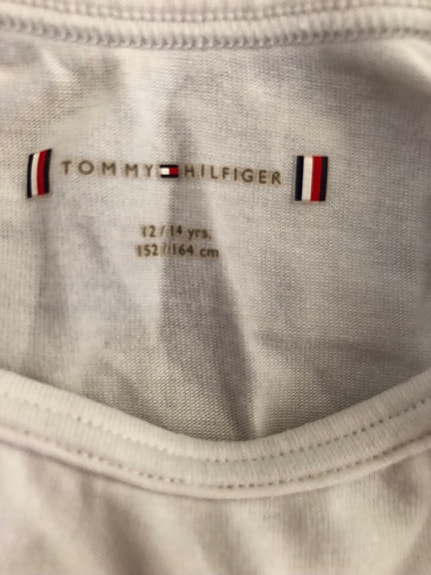 TOMMY HILFIGER
12/14 yrs.
152/164 cm